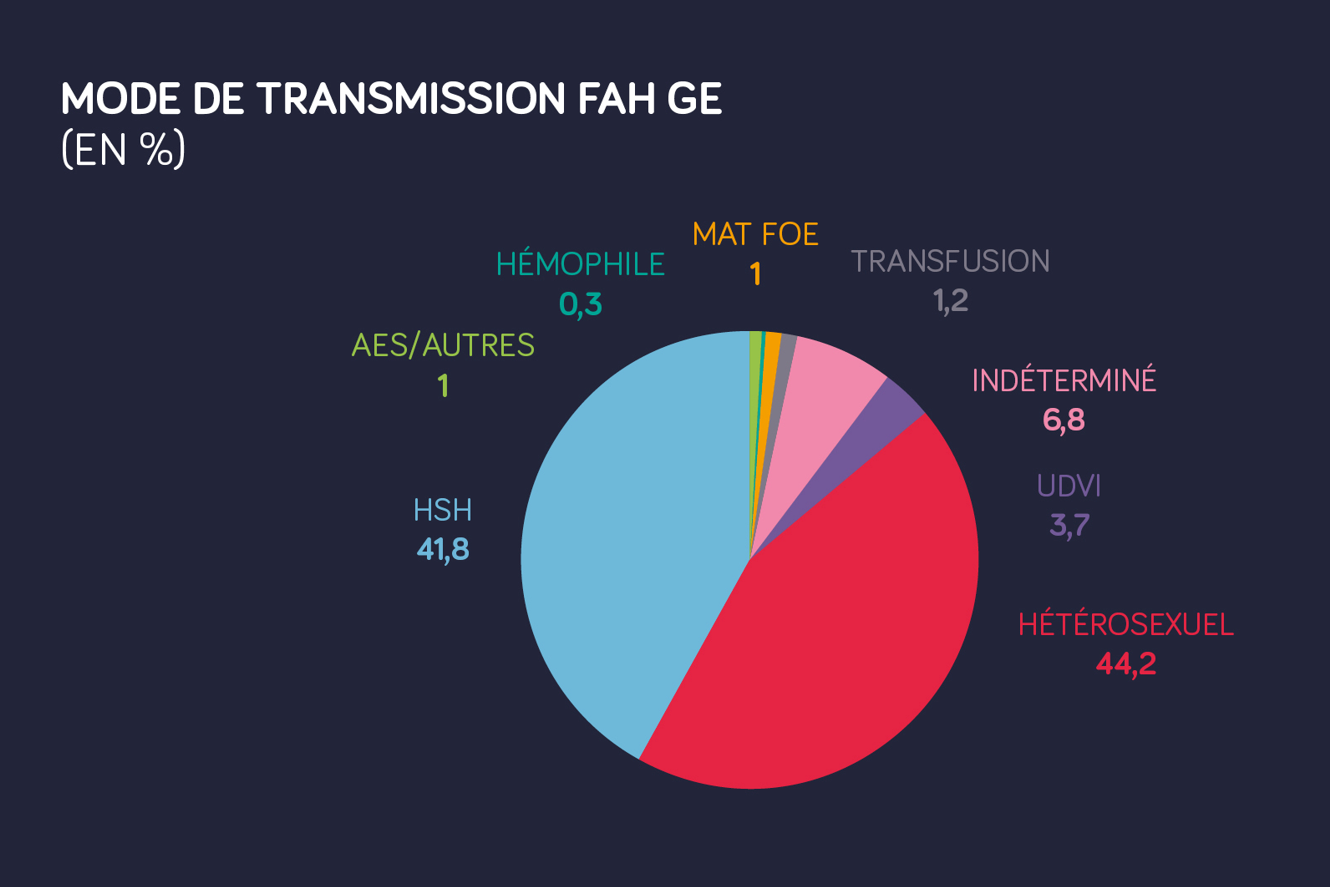 MODE DE TRANSMISSION FAH GE
(EN %)
MAT FOE
1
HÉMOPHILE
0,3
TRANSFUSION
1,2
AES/AUTRES
1
INDÉTERMINÉ
6,8
UDVI
3,7
HSH
41,8
HÉTÉROSEXUEL
44,2